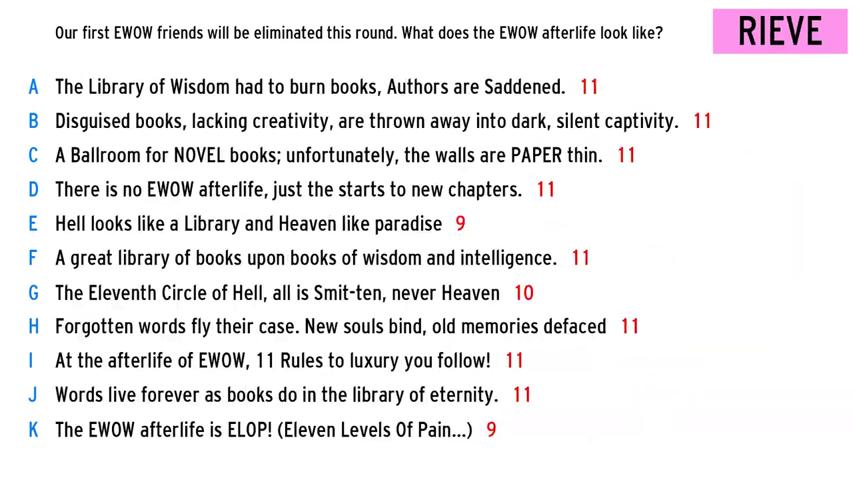 Our first EWOW friends will be eliminated this round. What does the EWOW afterlife look like?
RIEVE
A The Library of Wisdom had to burn books, Authors are Saddened. 11
B Disguised books, lacking creativity, are thrown away into dark, silent captivity. 11
C A Ballroom for NOVEL books; unfortunately, the walls are PAPER thin. 11
D There is no EWOW afterlife, just the starts to new chapters. 11
E Hell looks like a Library and Heaven like paradise 9
F A great library of books upon books of wisdom and intelligence. 11
G The Eleventh Circle of Hell, all is Smit-ten, never Heaven 10
H Forgotten words fly their case. New souls bind, old memories defaced 11
I At the afterlife of EWOW, 11 Rules to luxury you follow! 11
J Words live forever as books do in the library of eternity. 11
K The EWOW afterlife is ELOP! (Eleven Levels Of Pain...) 9